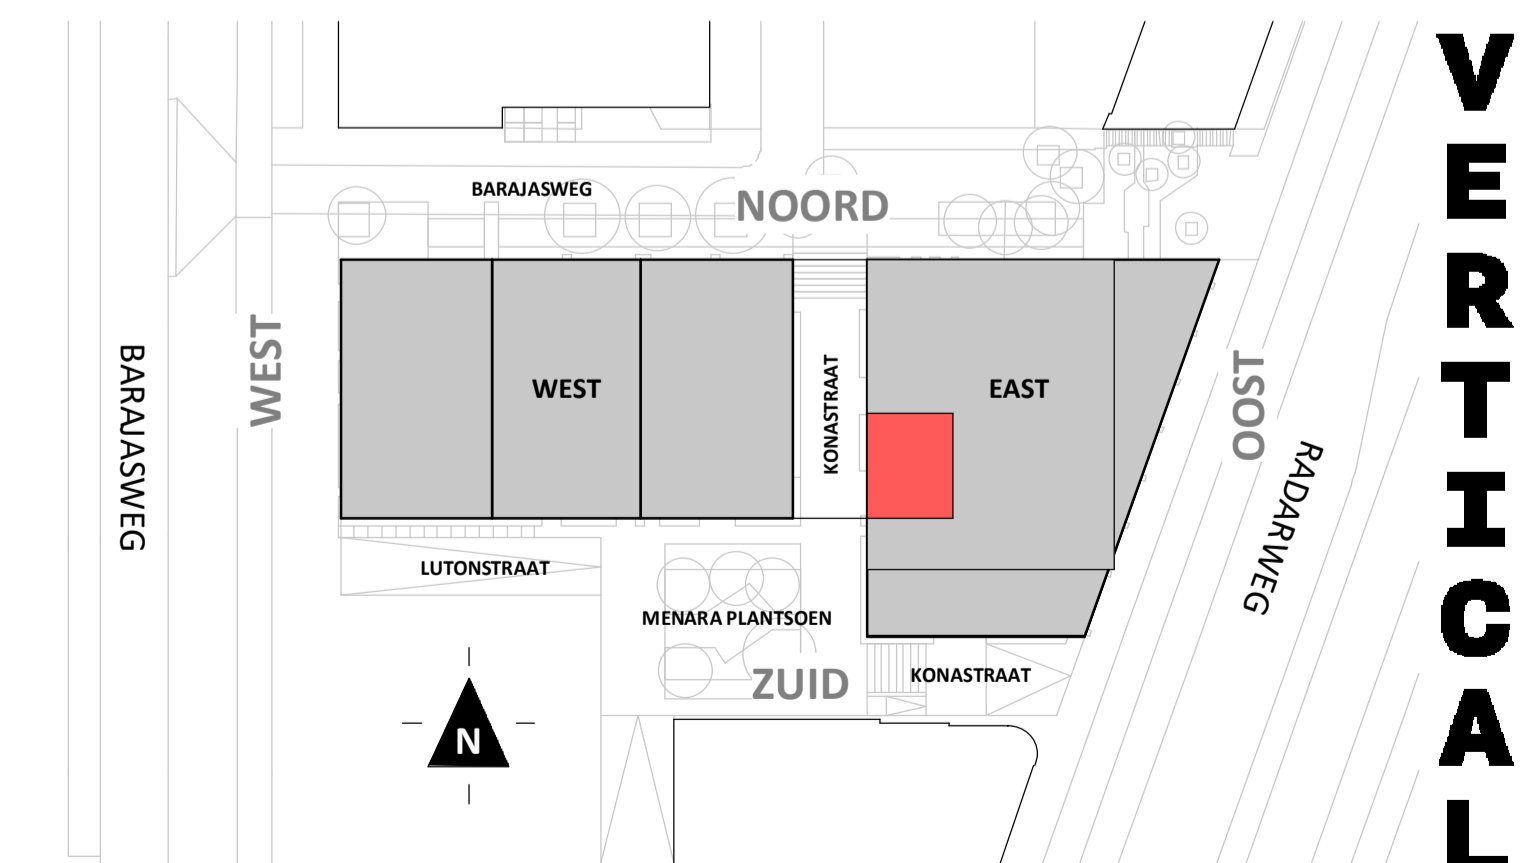 BARAJASWEG
NOORD
WEST
BARAJASWEG
WEST
KONASTRAAT
EAST
OOST
RADARWEG
LUTONSTRAAT
MENARA PLANTSOEN
ZUID
KONASTRAAT
N
VERTICAL